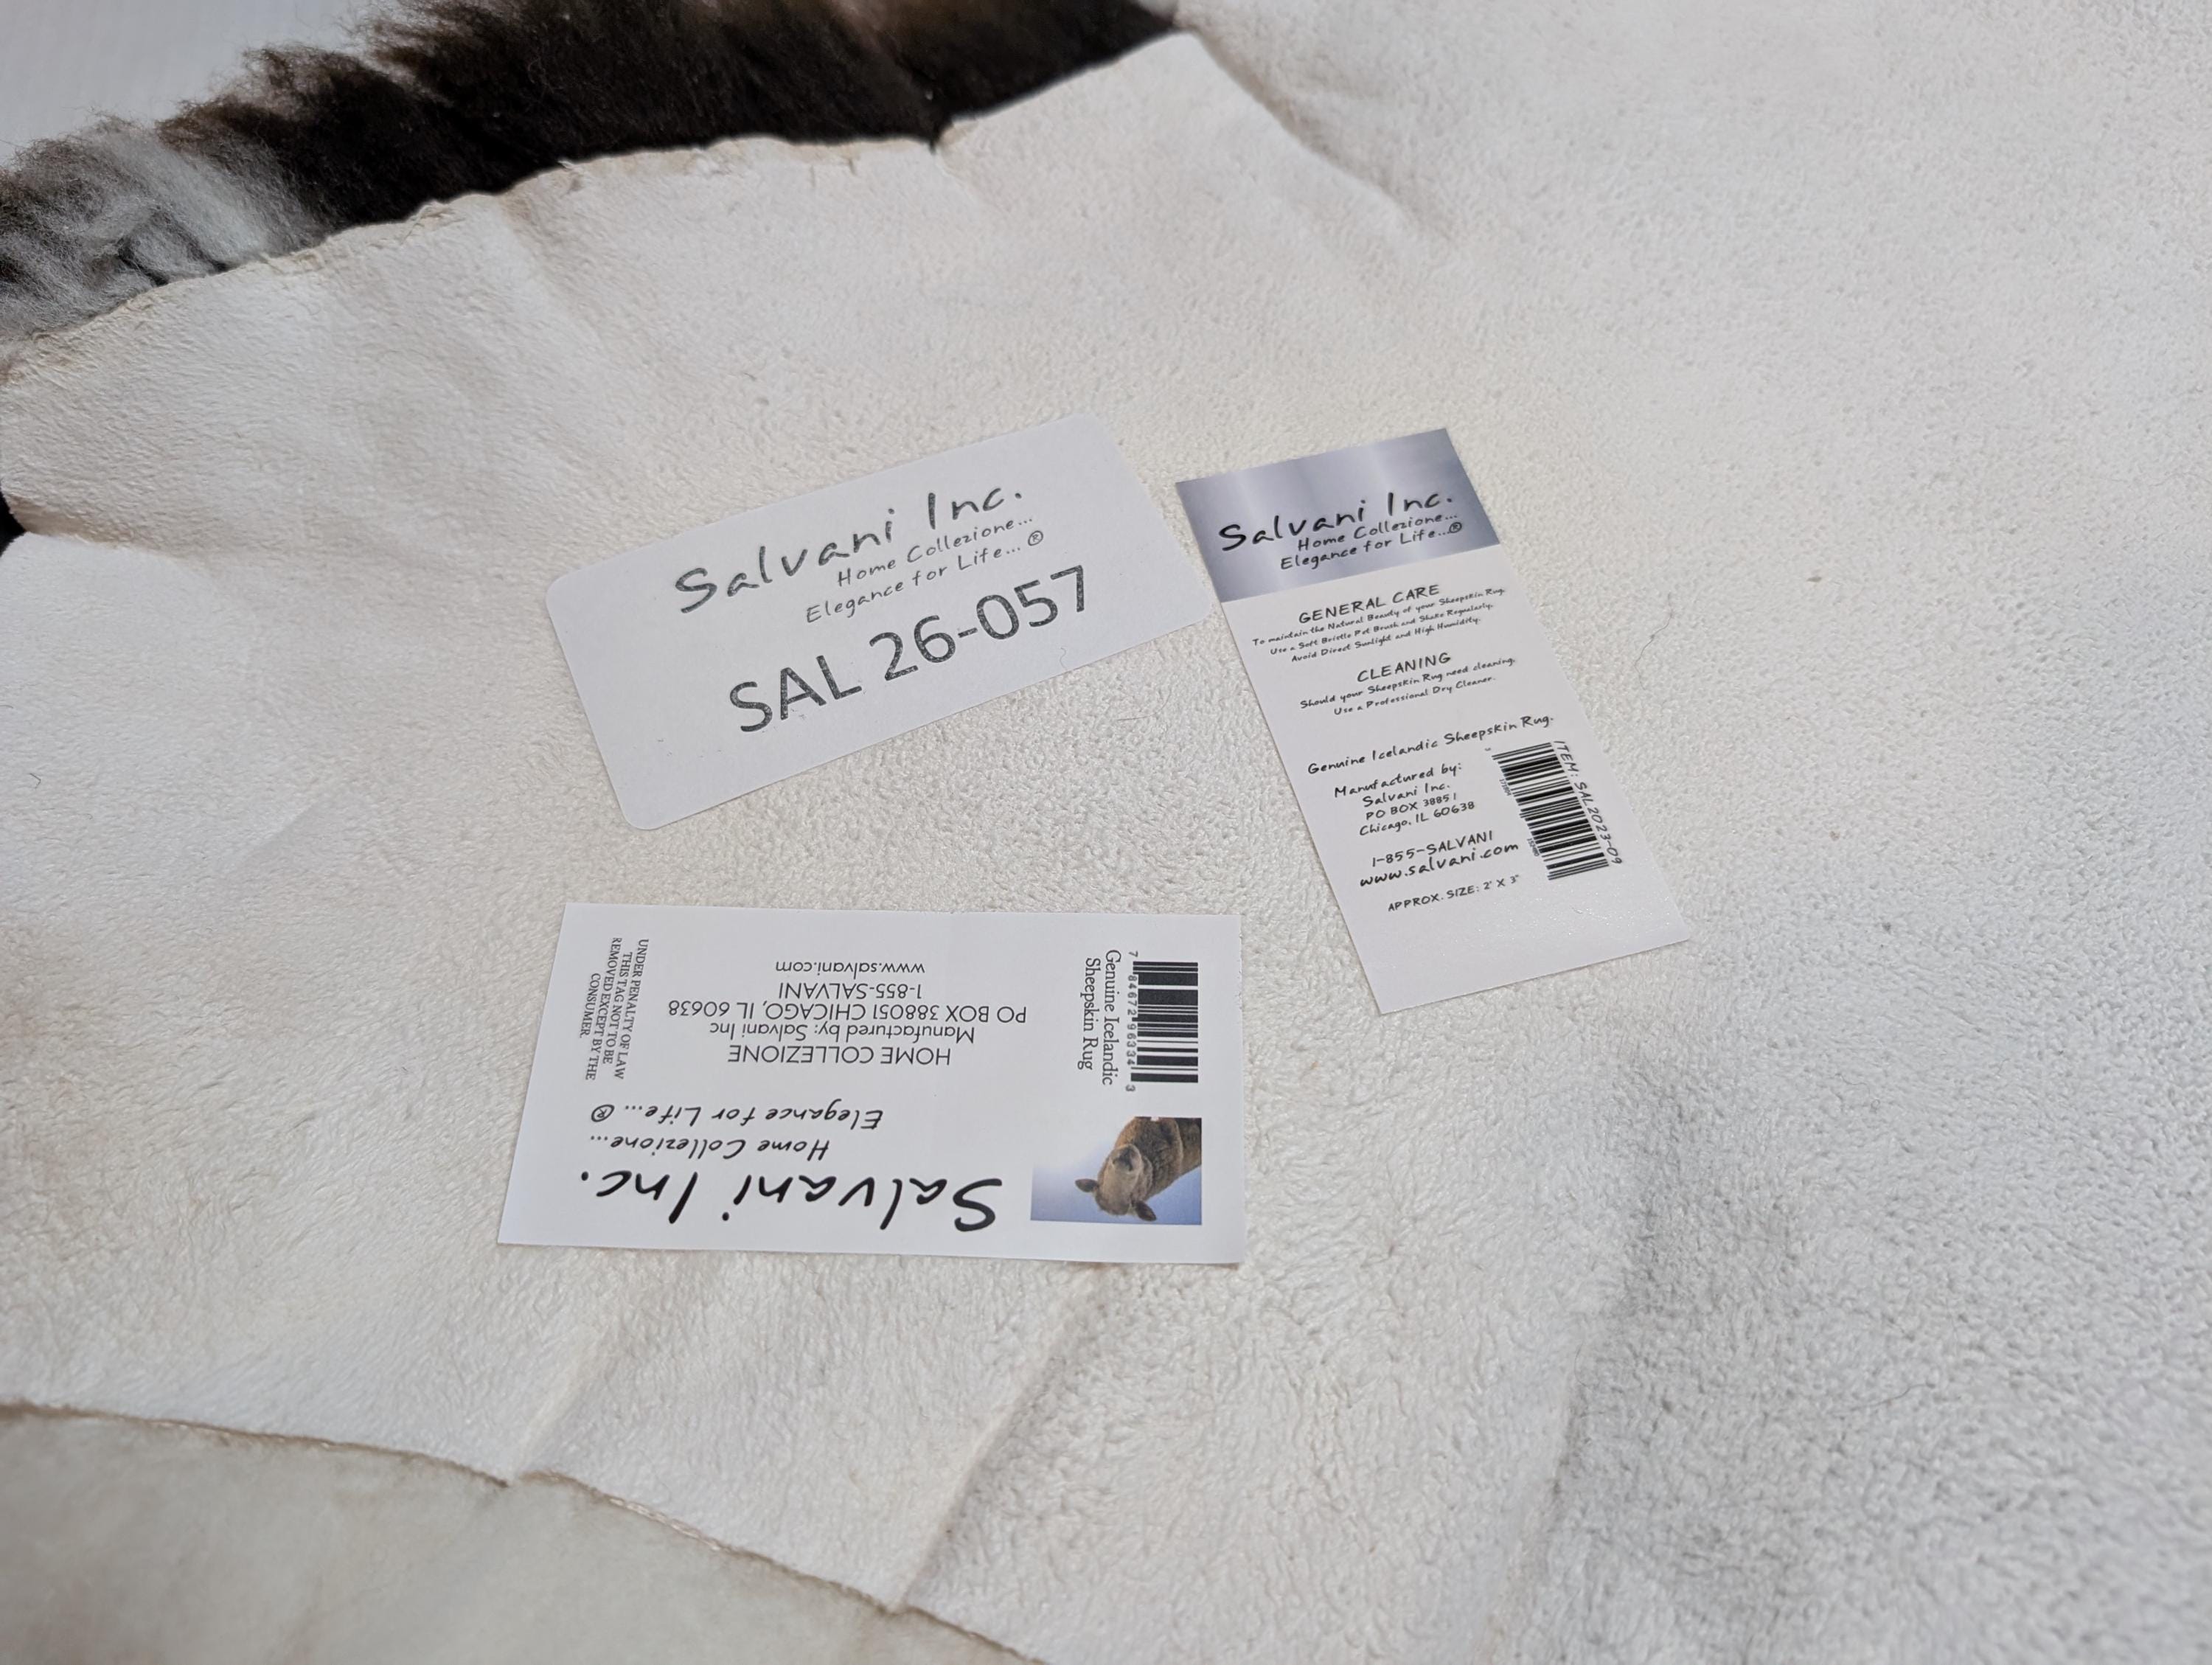 Salvani Inc.
Home Collezione...
Elegance for Life... ®
SAL 26-057
Salvani Inc.
Home Collezione...
Elegance for Life...®
GENERAL CARE
To maintain the Natural Beauty of your Sheepskin Rug.
Use a Soft Bristle Pet Brush and Shake Regularly.
Avoid Direct Sunlight and High Humidity.
CLEANING
Should your Sheepskin Rug need cleaning,
Use a Professional Dry Cleaner.
Genuine Icelandic Sheepskin Rug.
Manufactured by:
Salvani Inc.
PO BOX 38851
Chicago, IL 60638
1-855-SALVANI
www.salvani.com
APPROX. SIZE: 2' X 3'
ITEM: SAL2023-09
Salvani Inc.
Home Collezione...
Elegance for Life... ®
HOME COLLEZIONE
Manufactured by: Salvani Inc
PO BOX 388051 CHICAGO, IL 60638
1-855-SALVANI
www.salvani.com
Genuine Icelandic
Sheepskin Rug
7 84672 96334 3
UNDER PENALTY OF LAW
THIS TAG NOT TO BE
REMOVED EXCEPT BY THE
CONSUMER